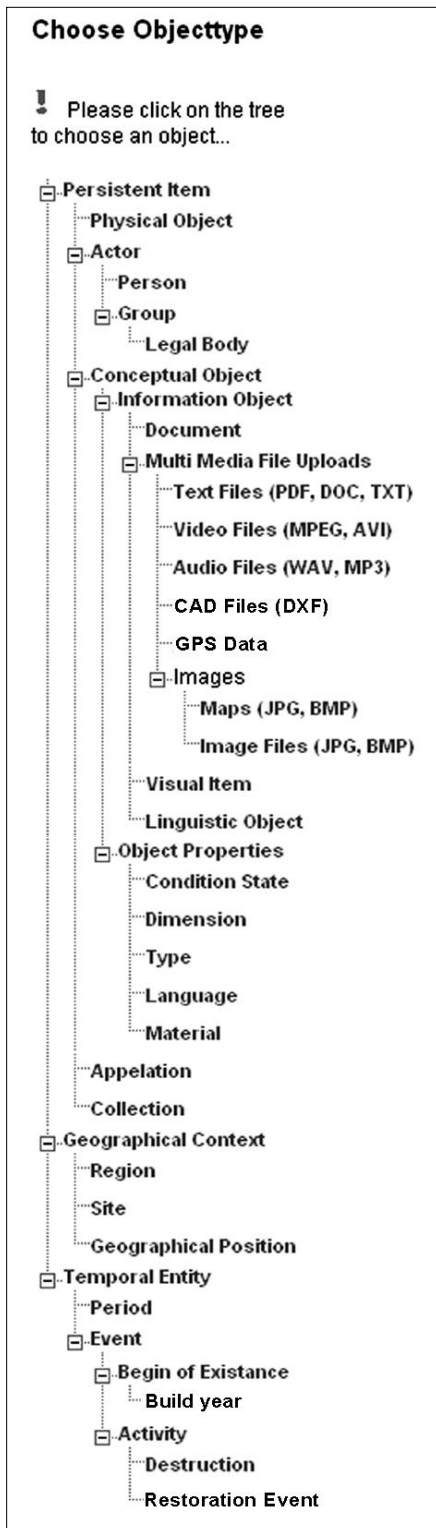 Choose Objecttype
! Please click on the tree
to choose an object...
Persistent Item
Physical Object
Actor
Person
Group
Legal Body
Conceptual Object
Information Object
Document
Multi Media File Uploads
Text Files (PDF, DOC, TXT)
Video Files (MPEG, AVI)
Audio Files (WAV, MP3)
CAD Files (DXF)
GPS Data
Images
Maps (JPG, BMP)
Image Files (JPG, BMP)
Visual Item
Linguistic Object
Object Properties
Condition State
Dimension
Type
Language
Material
Appelation
Collection
Geographical Context
Region
Site
Geographical Position
Temporal Entity
Period
Event
Begin of Existance
Build year
Activity
Destruction
Restoration Event